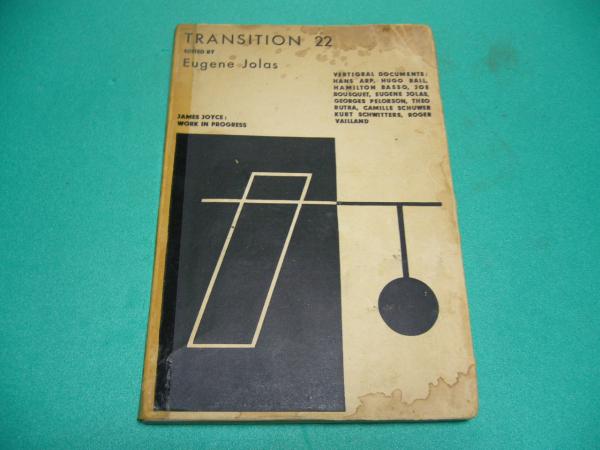 TRANSITION 22
EDITED BY
Eugene Jolas
VERTIGRAL DOCUMENTS:
HANS ARP, HUGO BALL,
HAMILTON BASSO, JOE
BOUSQUET, EUGENE JOLAS,
GEORGES PELORSON, THEO
RUTRA, CAMILLE SCHUWER
KURT SCHWITTERS, ROGER
VAILLAND
JAMES JOYCE:
WORK IN PROGRESS